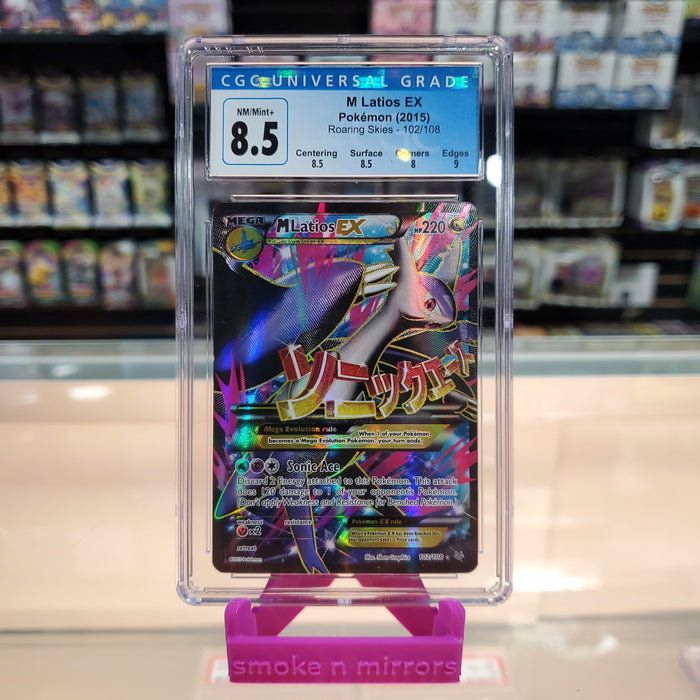 CGC UNIVERSAL GRADE
NM/Mint+
8.5
M Latios EX
Pokémon (2015)
Roaring Skies - 102/108
Centering Surface Corners Edges
8.5 8.5 8 9
MEGA
M Latios EX
HP220
ソニックエース
Mega Evolution rule
When 1 of your Pokémon
becomes a Mega Evolution Pokémon, your turn ends.
Sonic Ace
Discard 2 Energy attached to this Pokémon. This attack
does 120 damage to 1 of your opponent's Pokémon.
(Don't apply Weakness and Resistance for Benched Pokémon.)
weakness resistance
×2
retreat
Pokémon-EX rule
When a Pokémon-EX has been Knocked Out,
your opponent takes 2 Prize cards.
©2015 Pokémon
Illus. 5ban Graphics 102/108
smoke n mirrors